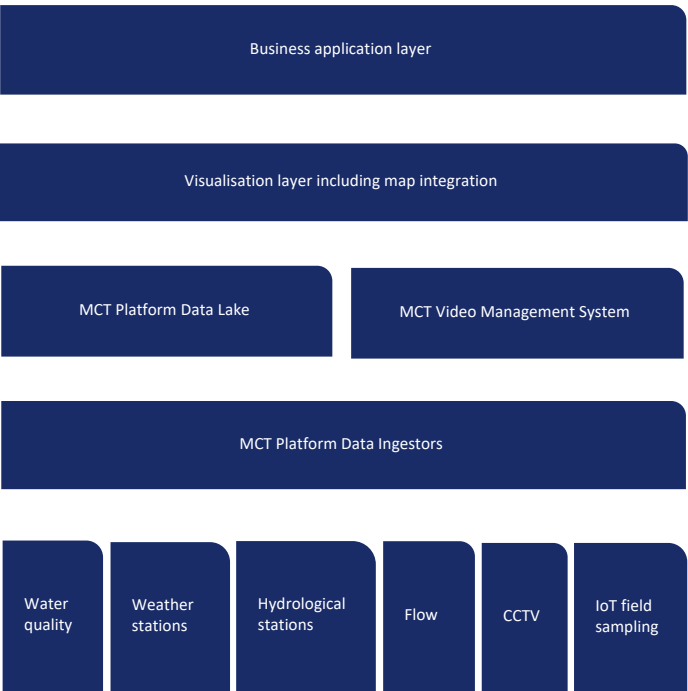 Business application layer
Visualisation layer including map integration
MCT Platform Data Lake
MCT Video Management System
MCT Platform Data Ingestors
Water
quality
Weather
stations
Hydrological
stations
Flow
CCTV
IoT field
sampling